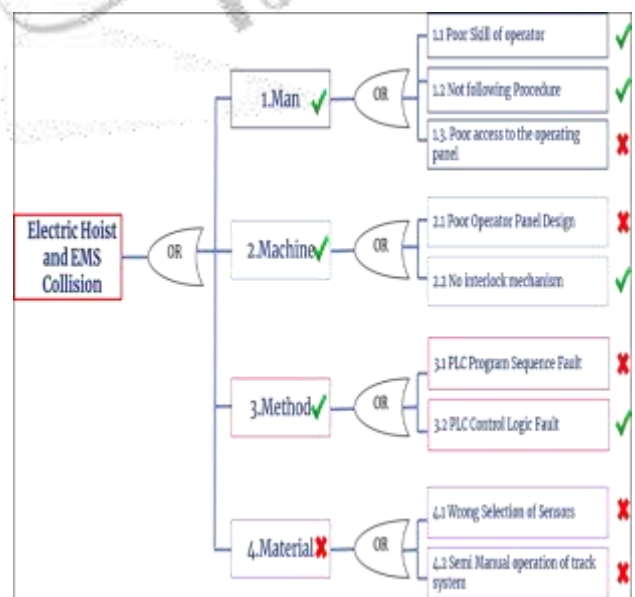 1.1 Poor Skill of operator
1.Man
OR
1.2 Not following Procedure
1.3. Poor access to the operating
panel
Electric Hoist
and EMS
Collision
OR
2.Machine
OR
2.1 Poor Operator Panel Design
2.2 No interlock mechanism
3.Method
OR
3.1 PLC Program Sequence Fault
3.2 PLC Control Logic Fault
4.Material
OR
4.1 Wrong Selection of Sensors
4.2 Semi Manual operation of track
system